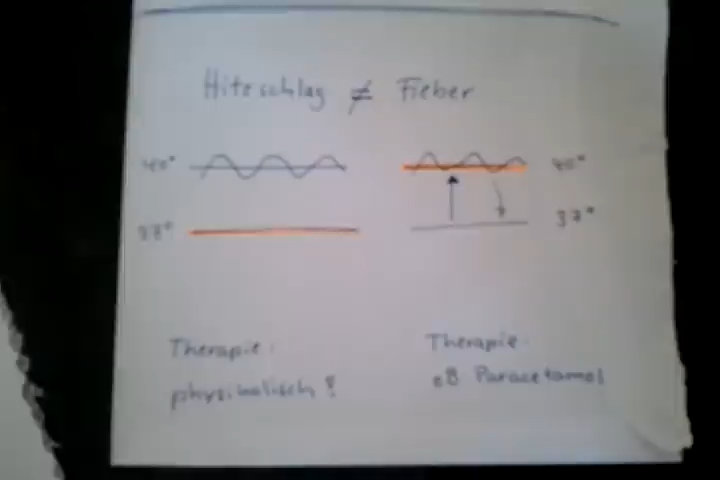 Hitzschlag ≠ Fieber
40° 40°
37° 37°
Therapie: Therapie:
physikalisch! zB Paracetamol